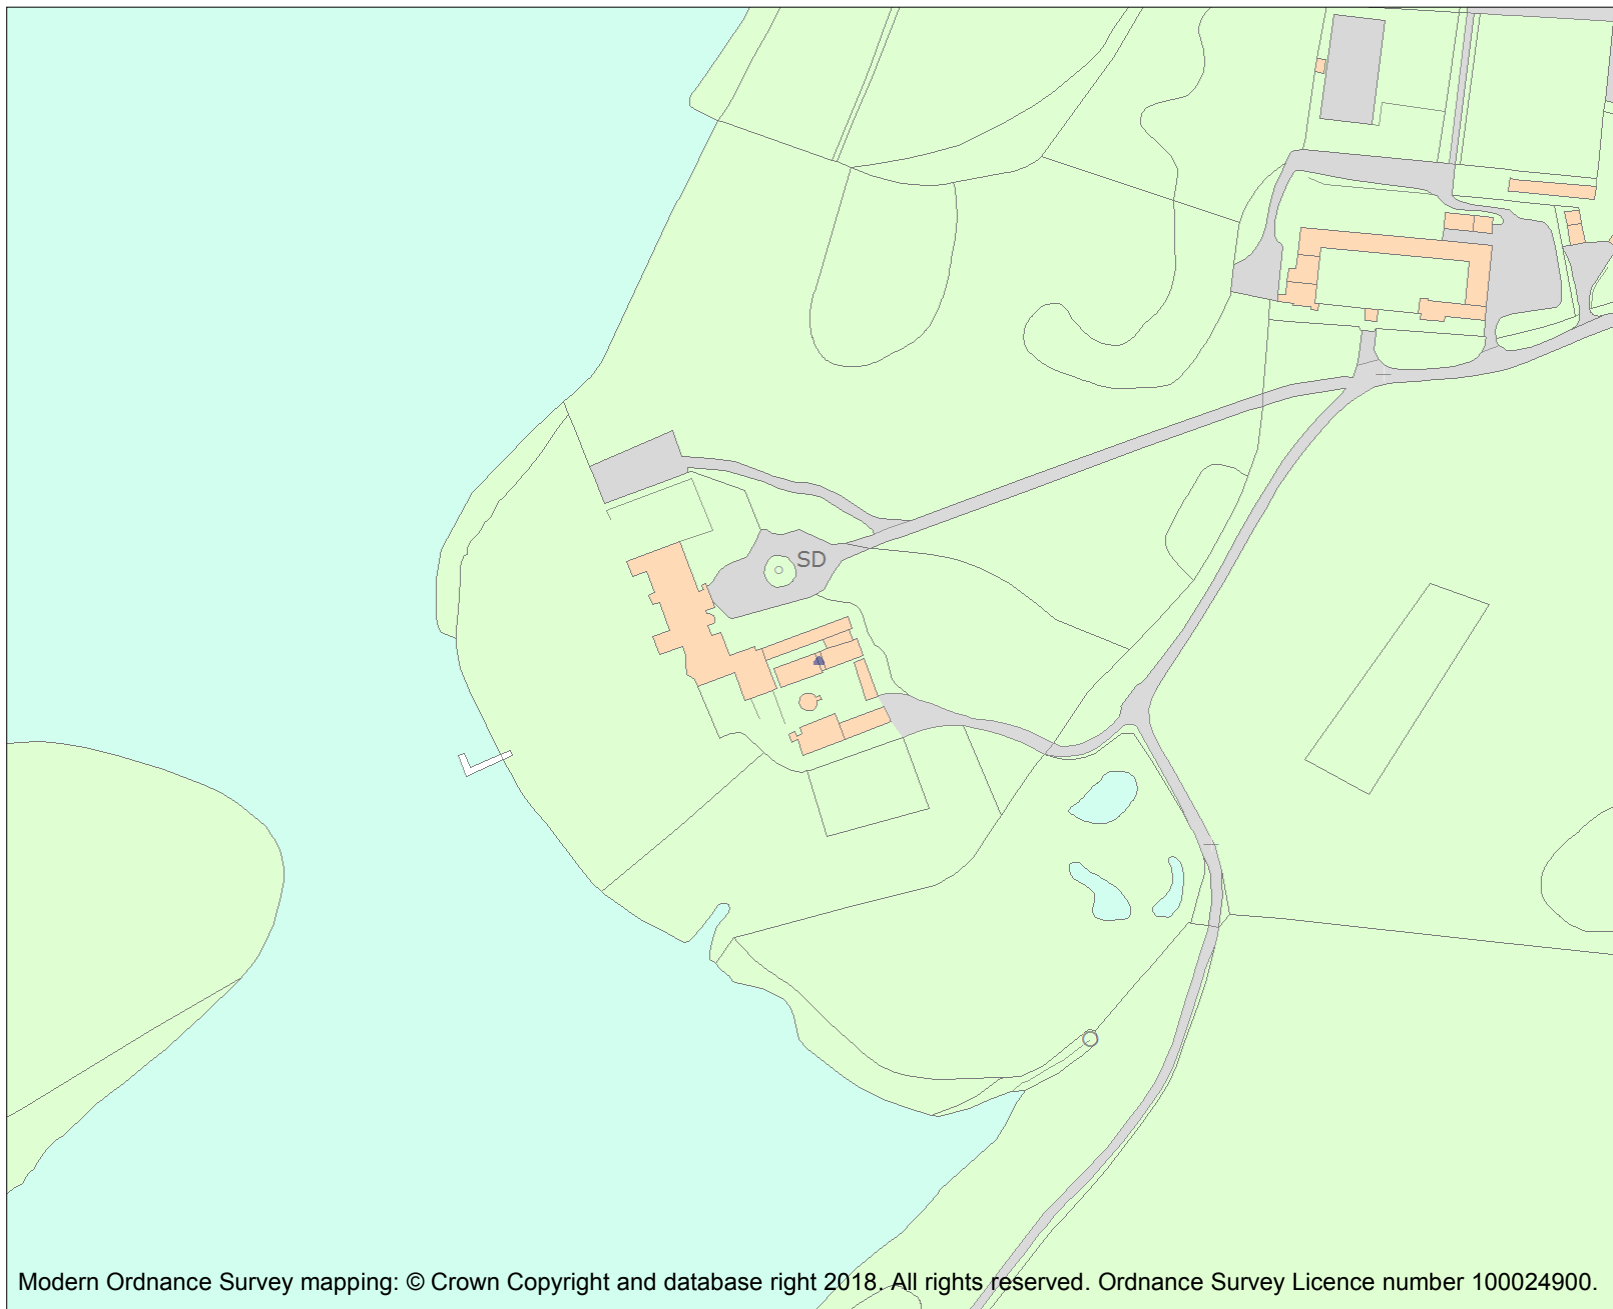 SD
Modern Ordnance Survey mapping: © Crown Copyright and database right 2018. All rights reserved. Ordnance Survey Licence number 100024900.